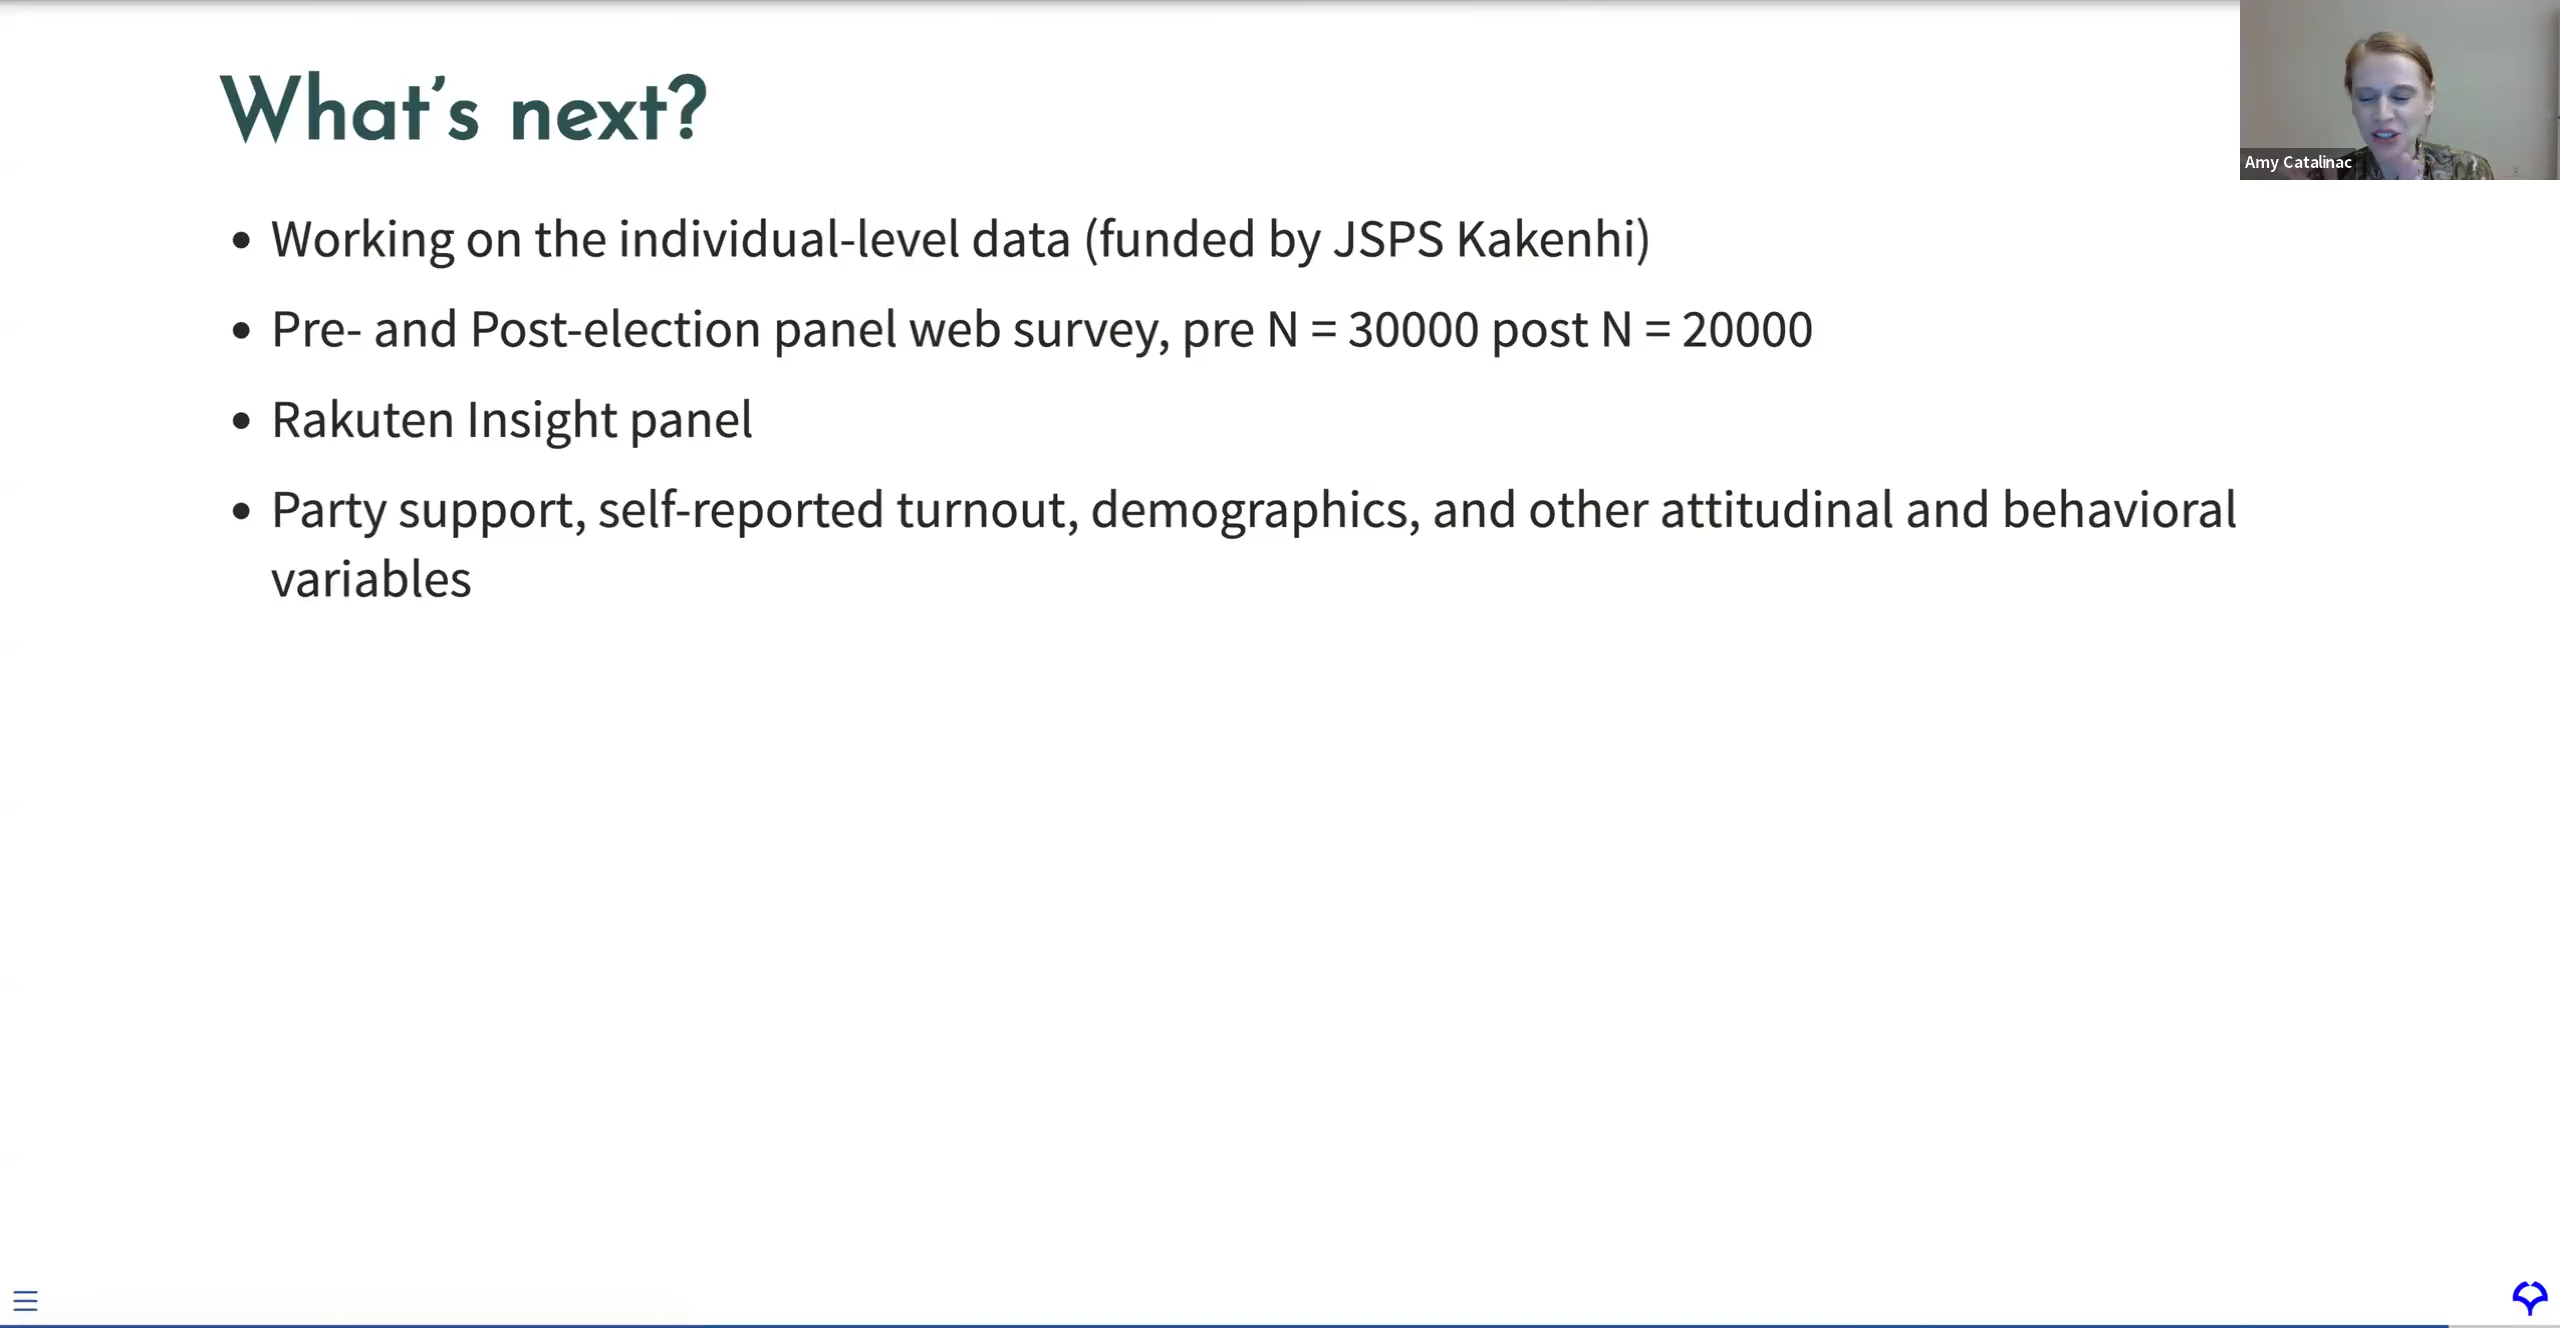 What's next?
Amy Catalinac
• Working on the individual-level data (funded by JSPS Kakenhi)
• Pre- and Post-election panel web survey, pre N = 30000 post N = 20000
• Rakuten Insight panel
• Party support, self-reported turnout, demographics, and other attitudinal and behavioral
variables